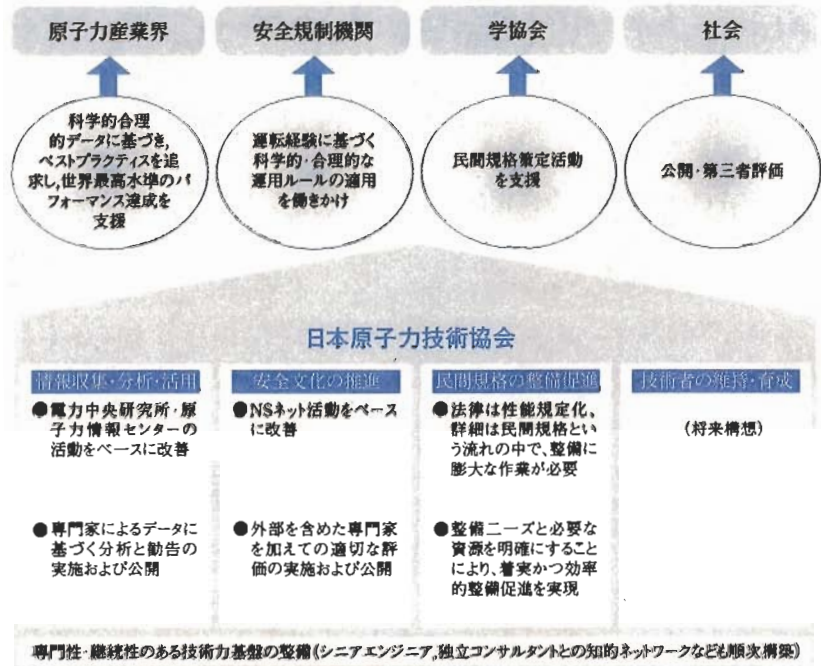 原子力産業界
安全規制機関
学協会
社会
科学的合理
的データに基づき,
ベストプラクティスを追
求し,世界最高水準のパ
フォーマンス達成を
支援
運転経験に基づく
科学的・合理的な
運用ルールの適用
を働きかけ
民間規格策定活動
を支援
公開・第三者評価
日本原子力技術協会
情報収集・分析・活用
●電力中央研究所・原
子力情報センターの
活動をベースに改善
●専門家によるデータに
基づく分析と勧告の
実施および公開
安全文化の推進
●NSネット活動をベース
に改善
●外部を含めた専門家
を加えての適切な評
価の実施および公開
民間規格の整備促進
●法律は性能規定化、
詳細は民間規格とい
う流れの中で、整備に
膨大な作業が必要
●整備ニーズと必要な
資源を明確にすること
により、着実かつ効率
的整備促進を実現
技術者の維持・育成
(将来構想)
専門性・継続性のある技術力基盤の整備(シニアエンジニア,独立コンサルタントとの知的ネットワークなども順次構築)